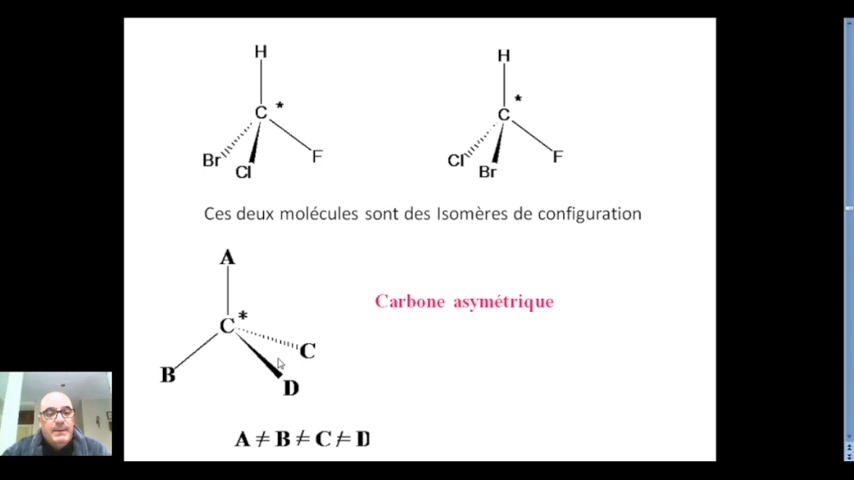 H H
C * C *
Br Cl F Cl Br F
Ces deux molécules sont des Isomères de configuration
A
Carbone asymétrique
C*
C
B
D
A ≠ B ≠ C ≠ D